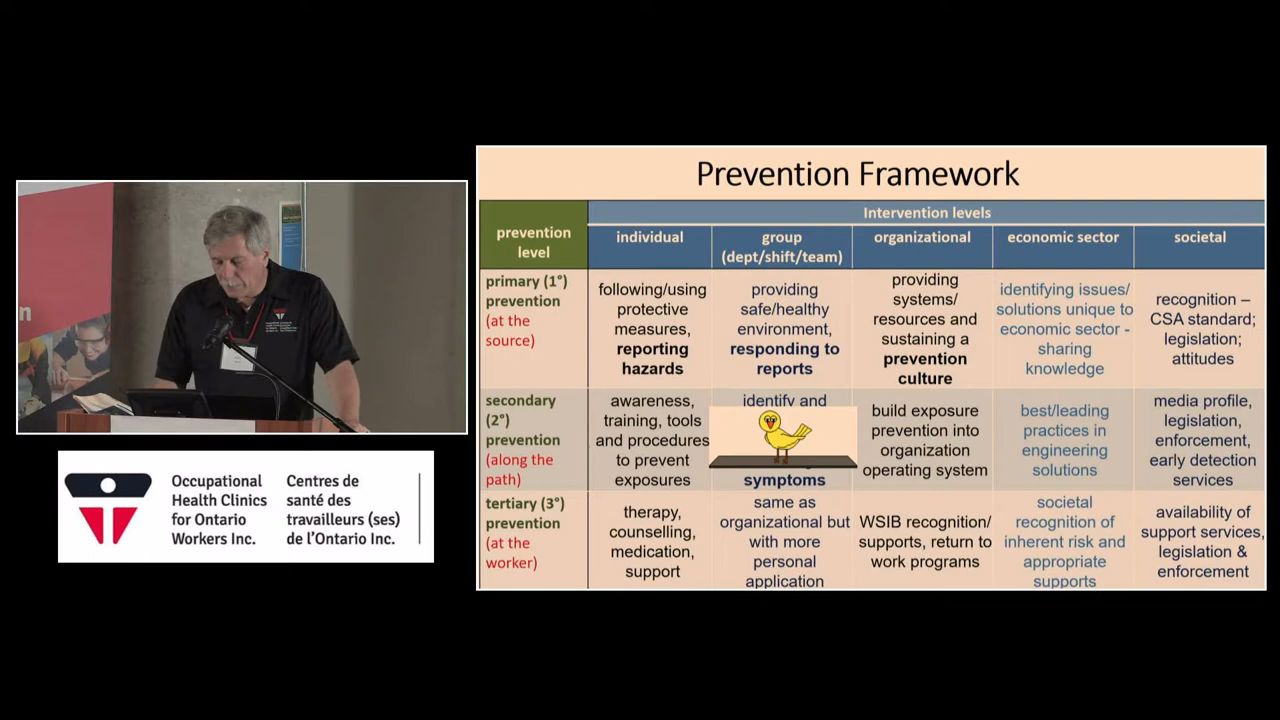 Prevention Framework
Intervention levels
prevention
level
individual
group
(dept/shift/team)
organizational
economic sector
societal
primary (1°)
prevention
(at the
source)
following/using
protective
measures,
reporting
hazards
providing
safe/healthy
environment,
responding to
reports
providing
systems/
resources and
sustaining a
prevention
culture
identifying issues/
solutions unique to
economic sector -
sharing
knowledge
recognition –
CSA standard;
legislation;
attitudes
secondary
(2°)
prevention
(along the
path)
awareness,
training, tools
and procedures
to prevent
exposures
identify and
symptoms
build exposure
prevention into
organization
operating system
best/leading
practices in
engineering
solutions
media profile,
legislation,
enforcement,
early detection
services
tertiary (3°)
prevention
(at the
worker)
therapy,
counselling,
medication,
support
same as
organizational but
with more
personal
application
WSIB recognition/
supports, return to
work programs
societal
recognition of
inherent risk and
appropriate
supports
availability of
support services,
legislation &
enforcement
Occupational
Health Clinics
for Ontario
Workers Inc.
Centres de
santé des
travailleurs (ses)
de l'Ontario Inc.